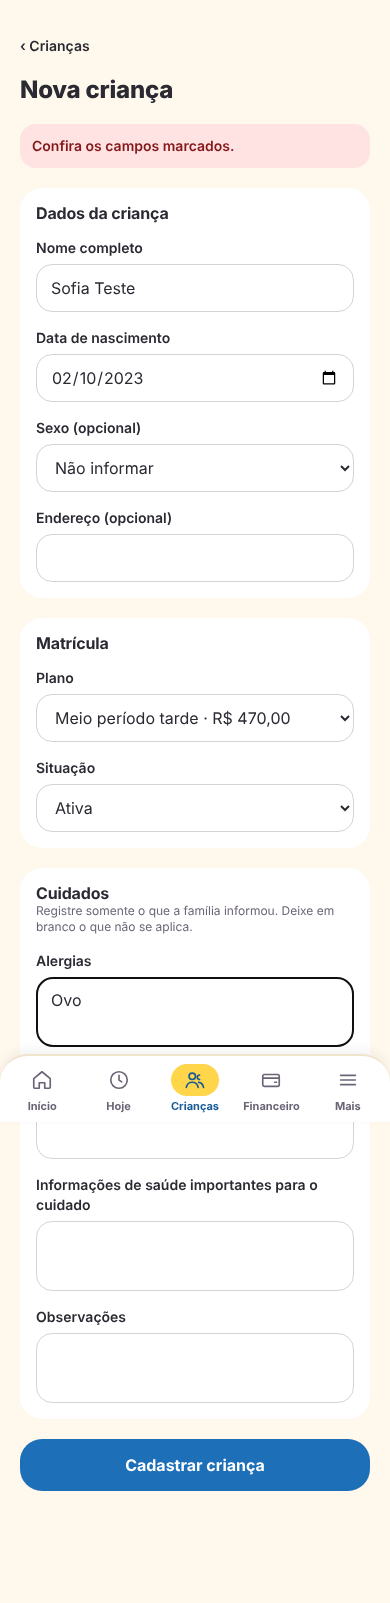 ‹ Crianças
Nova criança
Confira os campos marcados.
Dados da criança
Nome completo
Sofia Teste
Data de nascimento
02/10/2023
Sexo (opcional)
Não informar
Endereço (opcional)
Matrícula
Plano
Meio período tarde · R$ 470,00
Situação
Ativa
Cuidados
Registre somente o que a família informou. Deixe em
branco o que não se aplica.
Alergias
Ovo
Início
Hoje
Crianças
Financeiro
Mais
Informações de saúde importantes para o
cuidado
Observações
Cadastrar criança